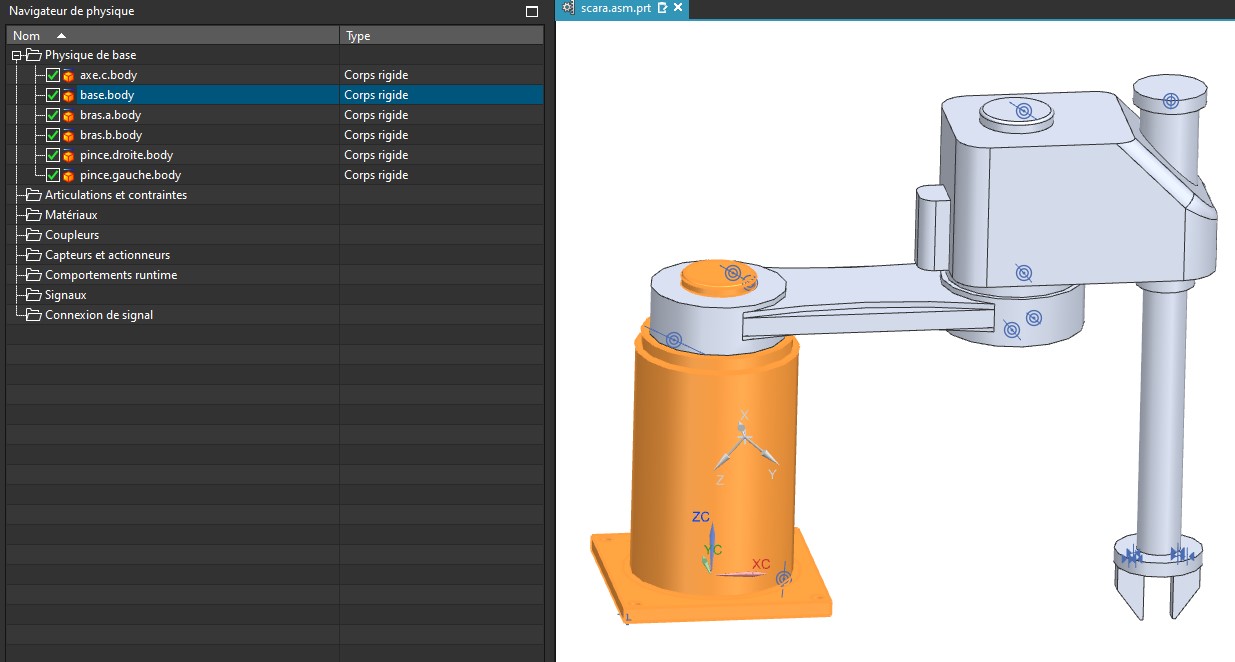 Navigateur de physique
Nom Type
Physique de base
axe.c.body Corps rigide
base.body Corps rigide
bras.a.body Corps rigide
bras.b.body Corps rigide
pince.droite.body Corps rigide
pince.gauche.body Corps rigide
Articulations et contraintes
Matériaux
Coupleurs
Capteurs et actionneurs
Comportements runtime
Signaux
Connexion de signal
scara.asm.prt
X
Z Y
ZC
YC
XC
L